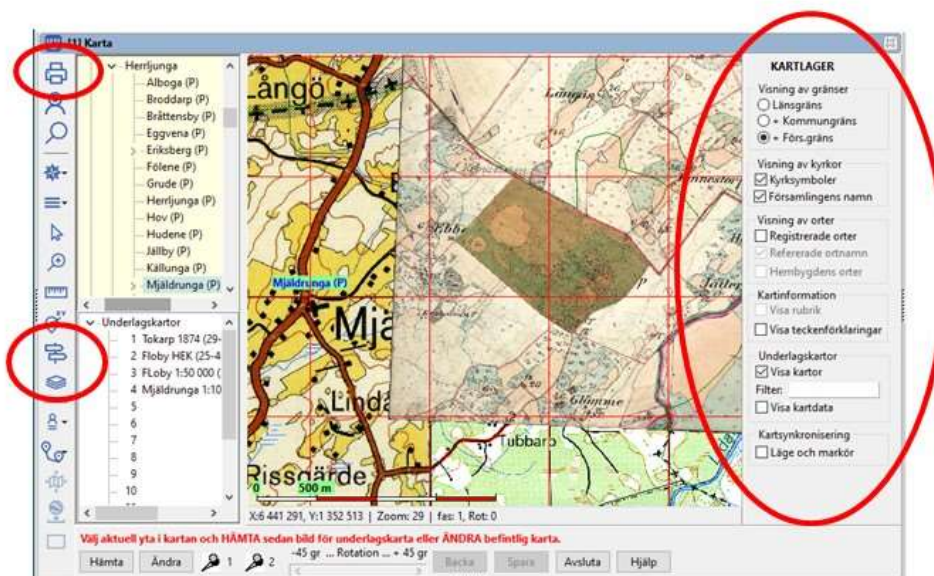 [1] Karta
Herrljunga
Alboga (P)
Broddarp (P)
Bråttensby (P)
Eggvena (P)
Eriksberg (P)
Fölene (P)
Grude (P)
Herrljunga (P)
Hov (P)
Hudene (P)
Jällby (P)
Källunga (P)
Mjäldrunga (P)
Underlagskartor
1 Tokarp 1874 (29-
2 Floby HEK (25-4
3 FLoby 1:50 000 (
4 Mjäldrunga 1:10
5
6
7
8
9
10
Långö
Mjäldrunga (P)
Mjä
Lindå
Rissgärde
Tubbarp
Längön
Ebbe
Glömme
0 500 m
X:6 441 291, Y:1 352 513 | Zoom: 29 | fas: 1, Rot: 0
KARTLAGER
Visning av gränser
Länsgräns
+ Kommungräns
+ Förs.gräns
Visning av kyrkor
Kyrksymboler
Församlingens namn
Visning av orter
Registrerade orter
Refererade ortnamn
Hembygdens orter
Kartinformation
Visa rubrik
Visa teckenförklaringar
Underlagskartor
Visa kartor
Filter:
Visa kartdata
Kartsynkronisering
Läge och markör
Välj aktuell yta i kartan och HÄMTA sedan bild för underlagskarta eller ÄNDRA befintlig karta.
Hämta Ändra 1 2 -45 gr ... Rotation ... + 45 gr Backa Spara Avsluta Hjälp